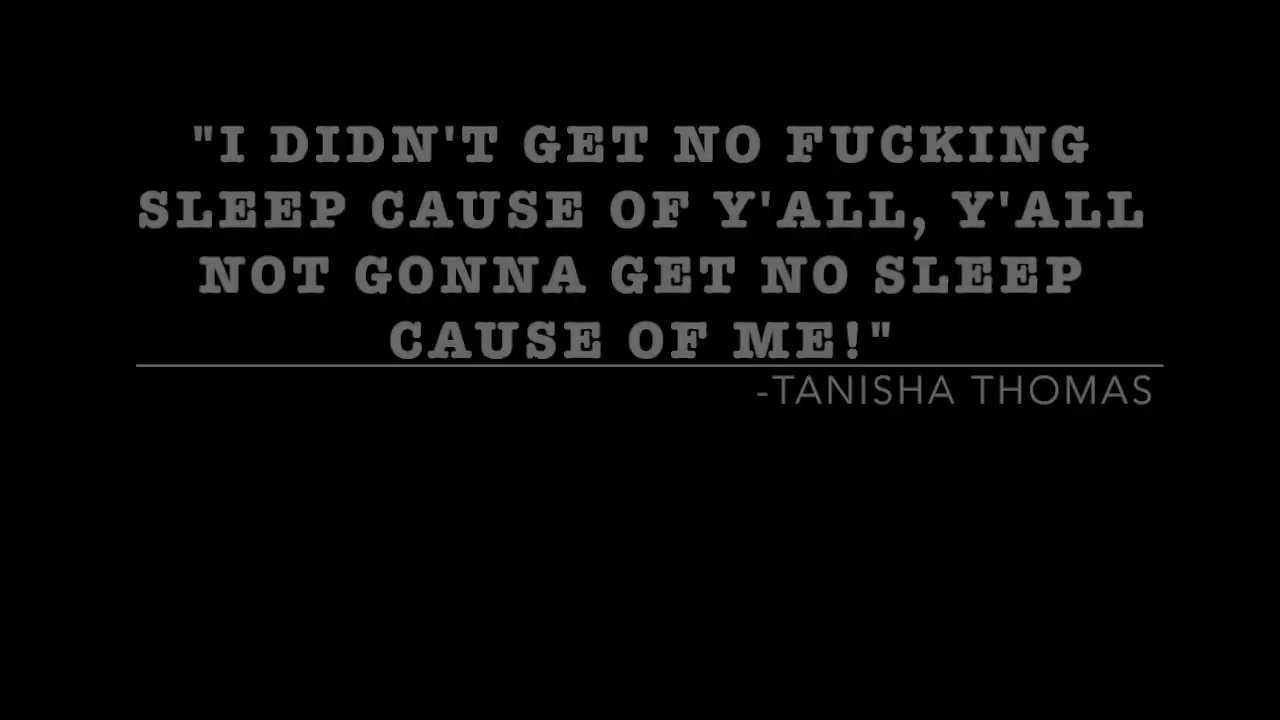 "I DIDN'T GET NO FUCKING
SLEEP CAUSE OF Y'ALL, Y'ALL
NOT GONNA GET NO SLEEP
CAUSE OF ME!"
-TANISHA THOMAS